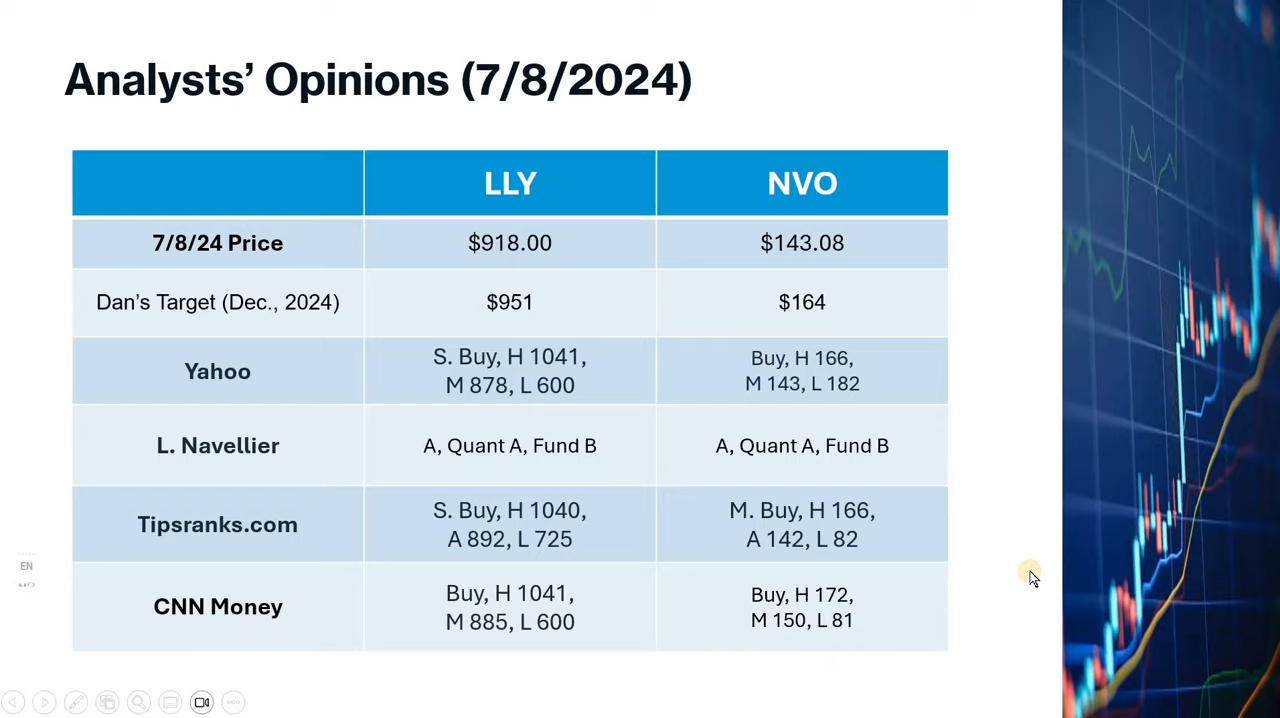 Analysts’ Opinions (7/8/2024)
LLY
NVO
7/8/24 Price
$918.00
$143.08
Dan’s Target (Dec., 2024)
$951
$164
Yahoo
S. Buy, H 1041,
M 878, L 600
Buy, H 166,
M 143, L 182
L. Navellier
A, Quant A, Fund B
A, Quant A, Fund B
Tipsranks.com
S. Buy, H 1040,
A 892, L 725
M. Buy, H 166,
A 142, L 82
CNN Money
Buy, H 1041,
M 885, L 600
Buy, H 172,
M 150, L 81
EN